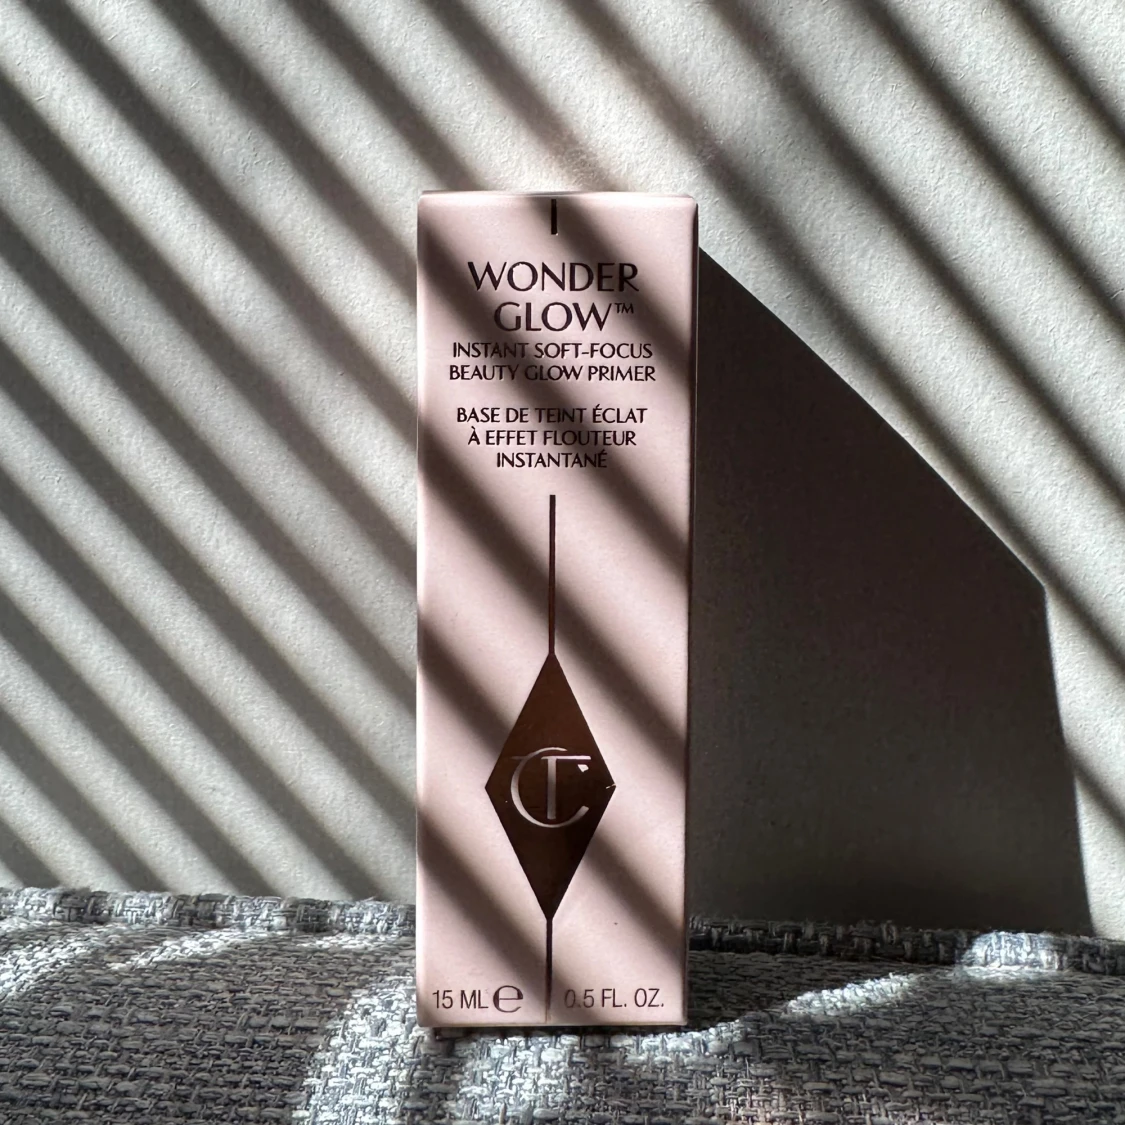 WONDER
GLOW™
INSTANT SOFT-FOCUS
BEAUTY GLOW PRIMER
BASE DE TEINT ÉCLAT
À EFFET FLOUTEUR
INSTANTANÉ
CT
15 ML ℮ 0.5 FL. OZ.